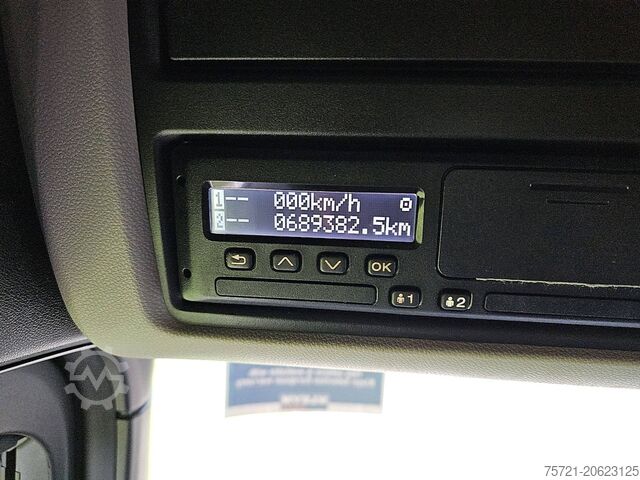 1-- 000km/h
2-- 0689382.5km
OK
1
2
75721-20623125